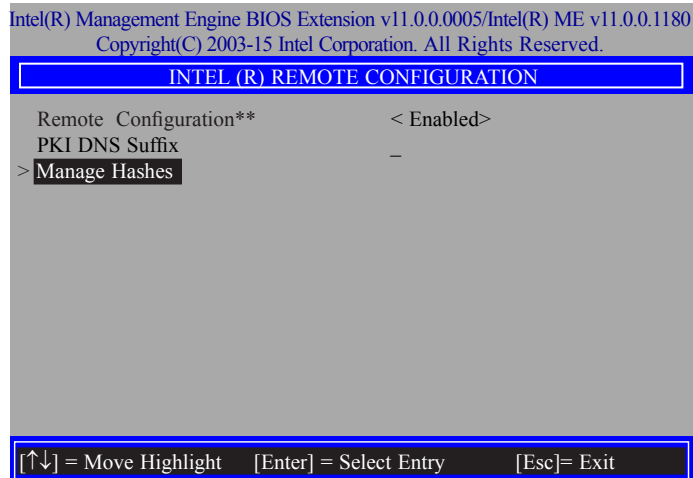 Intel(R) Management Engine BIOS Extension v11.0.0.0005/Intel(R) ME v11.0.0.1180
Copyright(C) 2003-15 Intel Corporation. All Rights Reserved.
INTEL (R) REMOTE CONFIGURATION
Remote Configuration** < Enabled>
PKI DNS Suffix _
> Manage Hashes
[↑↓] = Move Highlight [Enter] = Select Entry [Esc]= Exit